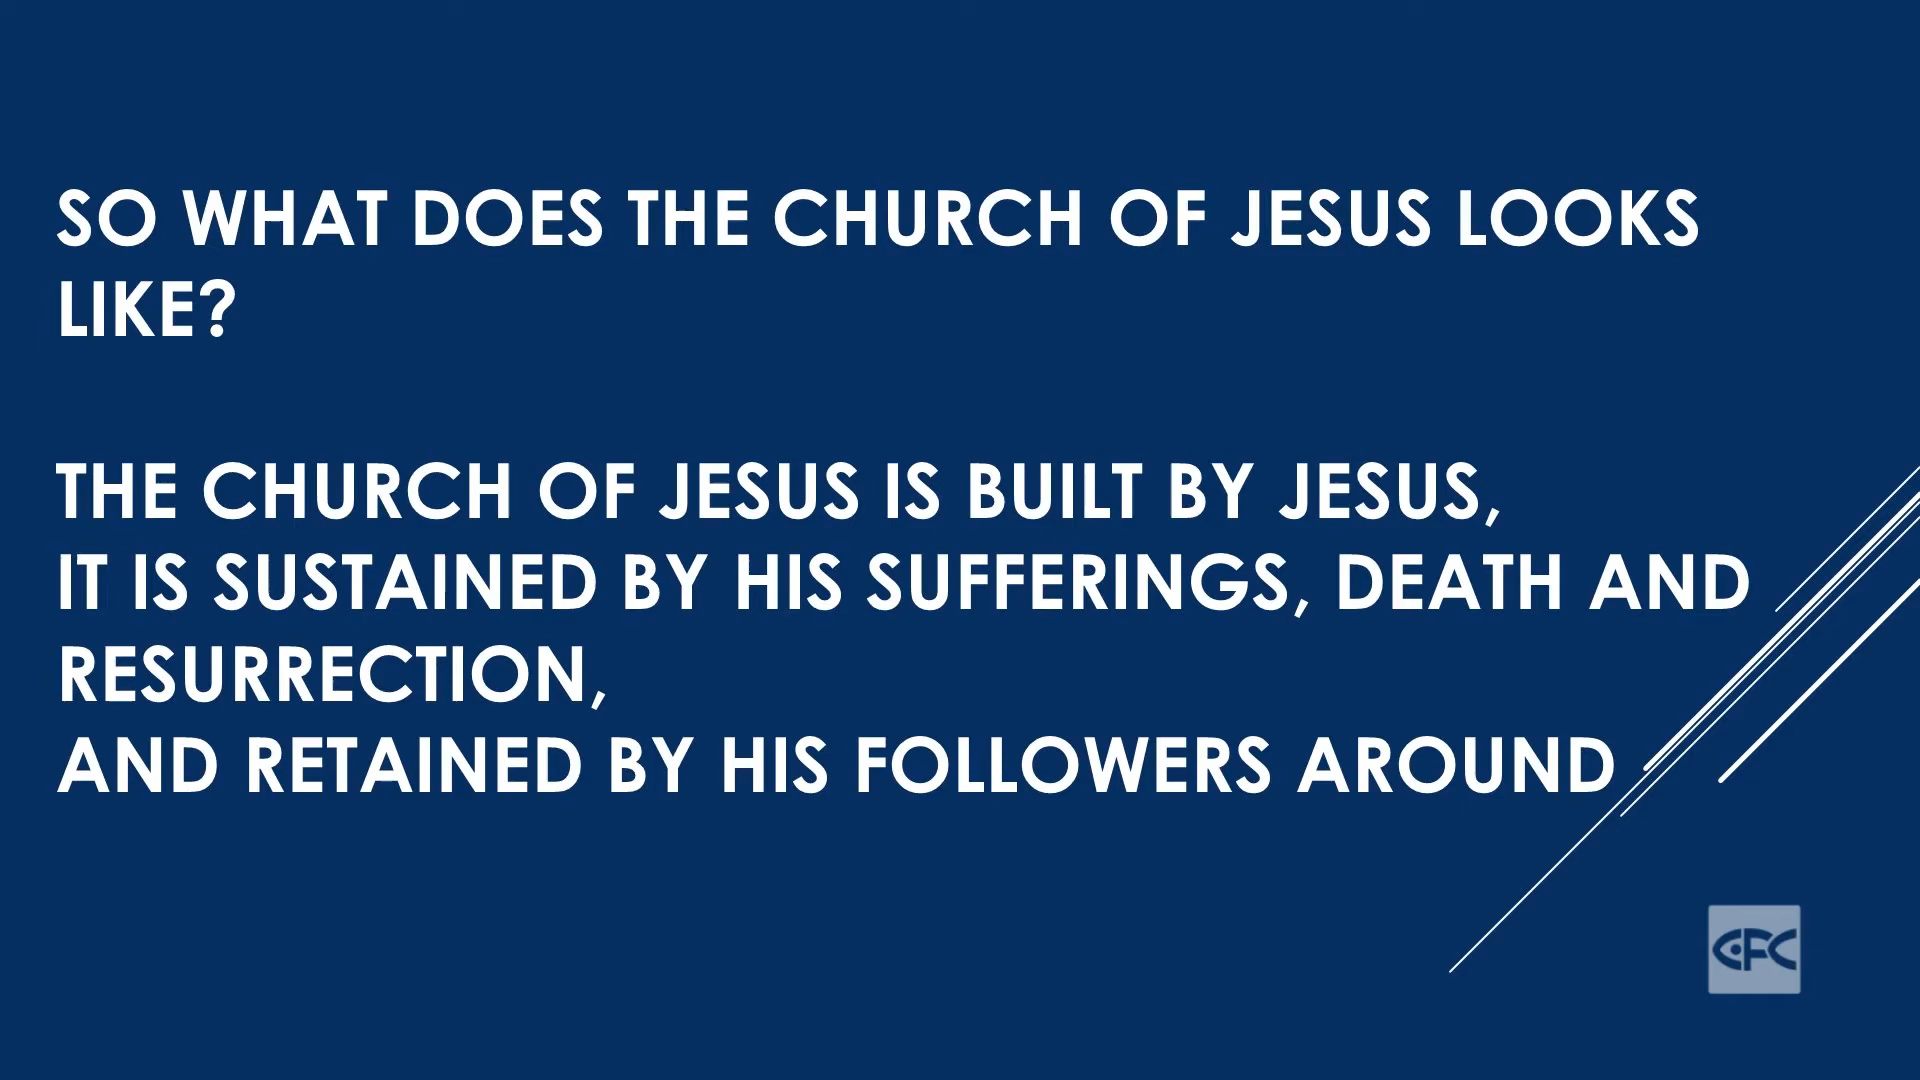 SO WHAT DOES THE CHURCH OF JESUS LOOKS
LIKE?
THE CHURCH OF JESUS IS BUILT BY JESUS,
IT IS SUSTAINED BY HIS SUFFERINGS, DEATH AND
RESURRECTION,
AND RETAINED BY HIS FOLLOWERS AROUND
CFC